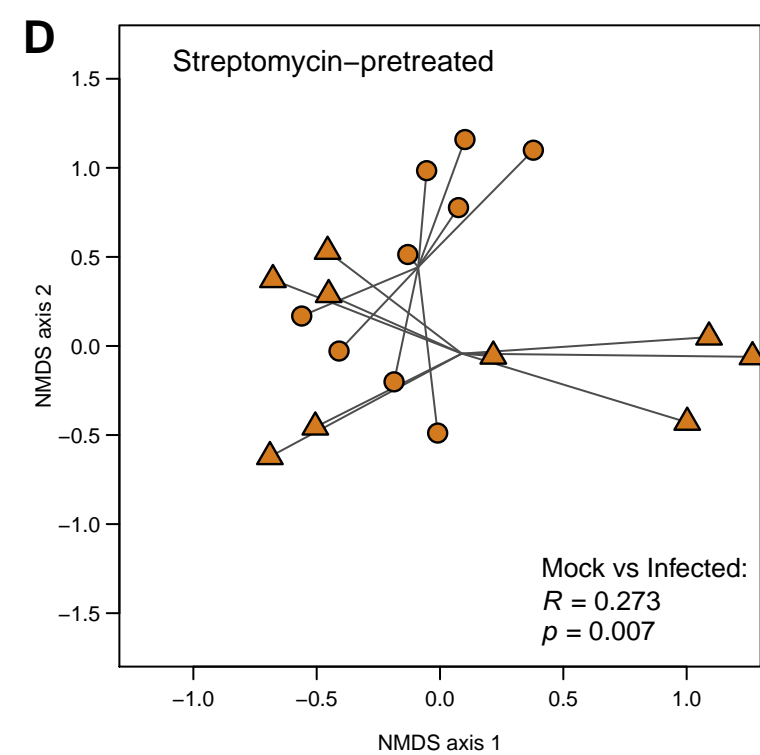 D
Streptomycin−pretreated
1.5
1.0
0.5
0.0
−0.5
−1.0
−1.5
NMDS axis 2
Mock vs Infected:
R = 0.273
p = 0.007
−1.0 −0.5 0.0 0.5 1.0
NMDS axis 1